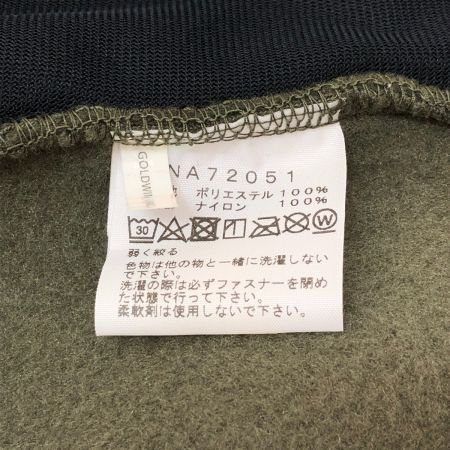 GOLDWIN
NA72051
ポリエステル 100%
ナイロン 100%
30
W
弱く絞る
色物は他の物と一緒に洗濯しない
で下さい。
洗濯の際は必ずファスナーを閉め
た状態で行って下さい。
柔軟剤は使用しないで下さい。